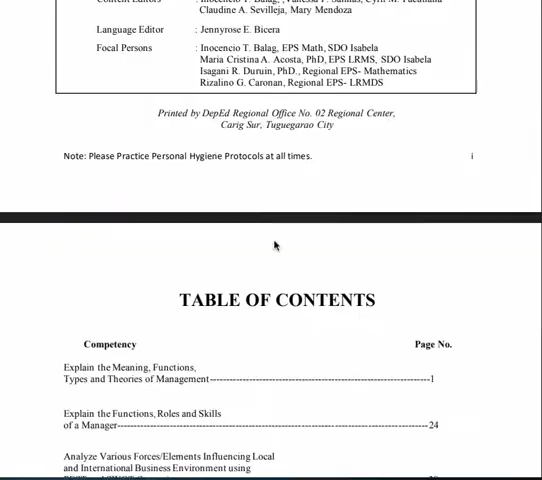 Claudine A. Sevilleja, Mary Mendoza
Language Editor : Jennyrose E. Bicera
Focal Persons : Inocencio T. Balag, EPS Math, SDO Isabela
Maria Cristina A. Acosta, PhD, EPS LRMS, SDO Isabela
Isagani R. Duruin, PhD., Regional EPS- Mathematics
Rizalino G. Caronan, Regional EPS- LRMDS
Printed by DepEd Regional Office No. 02 Regional Center,
Carig Sur, Tuguegarao City
Note: Please Practice Personal Hygiene Protocols at all times. i
TABLE OF CONTENTS
Competency Page No.
Explain the Meaning, Functions,
Types and Theories of Management--------------------------------------------------------------------1
Explain the Functions, Roles and Skills
of a Manager------------------------------------------------------------------------------------------------24
Analyze Various Forces/Elements Influencing Local
and International Business Environment using